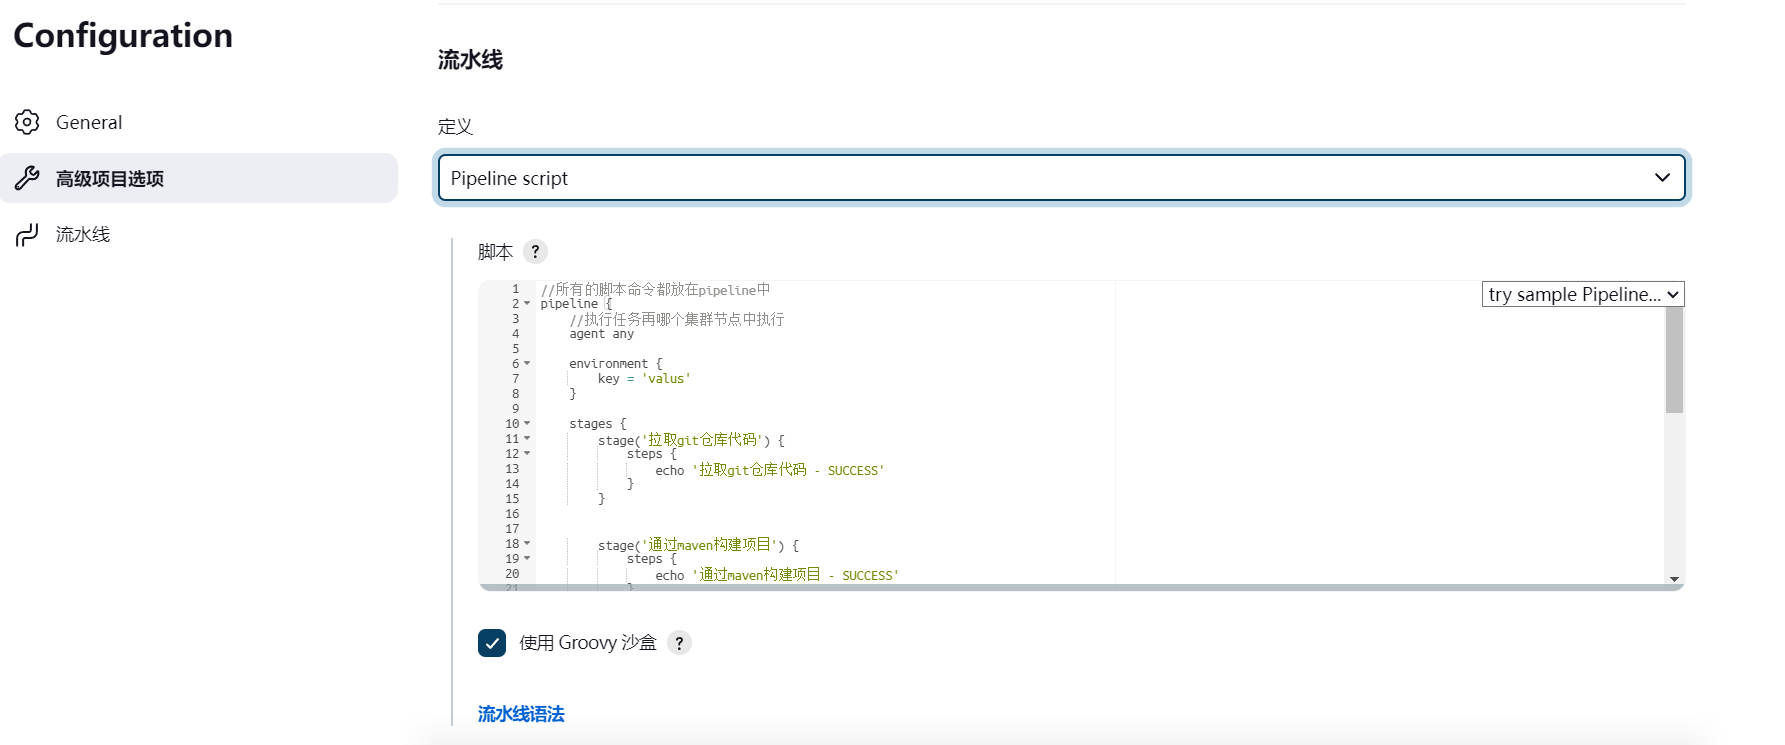 Configuration
General
高级项目选项
流水线
流水线
定义
Pipeline script
脚本 ?
try sample Pipeline...
1 //所有的脚本命令都放在pipeline中
2 pipeline {
3 //执行任务再哪个集群节点中执行
4 agent any
5
6 environment {
7 key = 'valus'
8 }
9
10 stages {
11 stage('拉取git仓库代码') {
12 steps {
13 echo '拉取git仓库代码 - SUCCESS'
14 }
15 }
16
17
18 stage('通过maven构建项目') {
19 steps {
20 echo '通过maven构建项目 - SUCCESS'
21 }
使用 Groovy 沙盒 ?
流水线语法